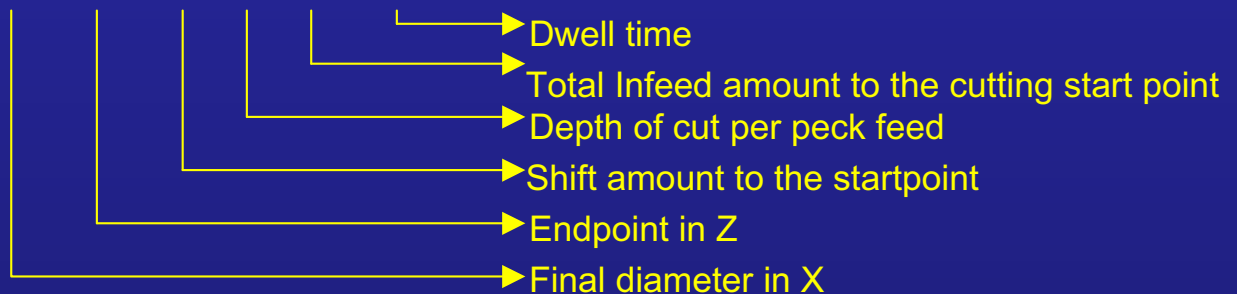 Dwell time
Total Infeed amount to the cutting start point
Depth of cut per peck feed
Shift amount to the startpoint
Endpoint in Z
Final diameter in X